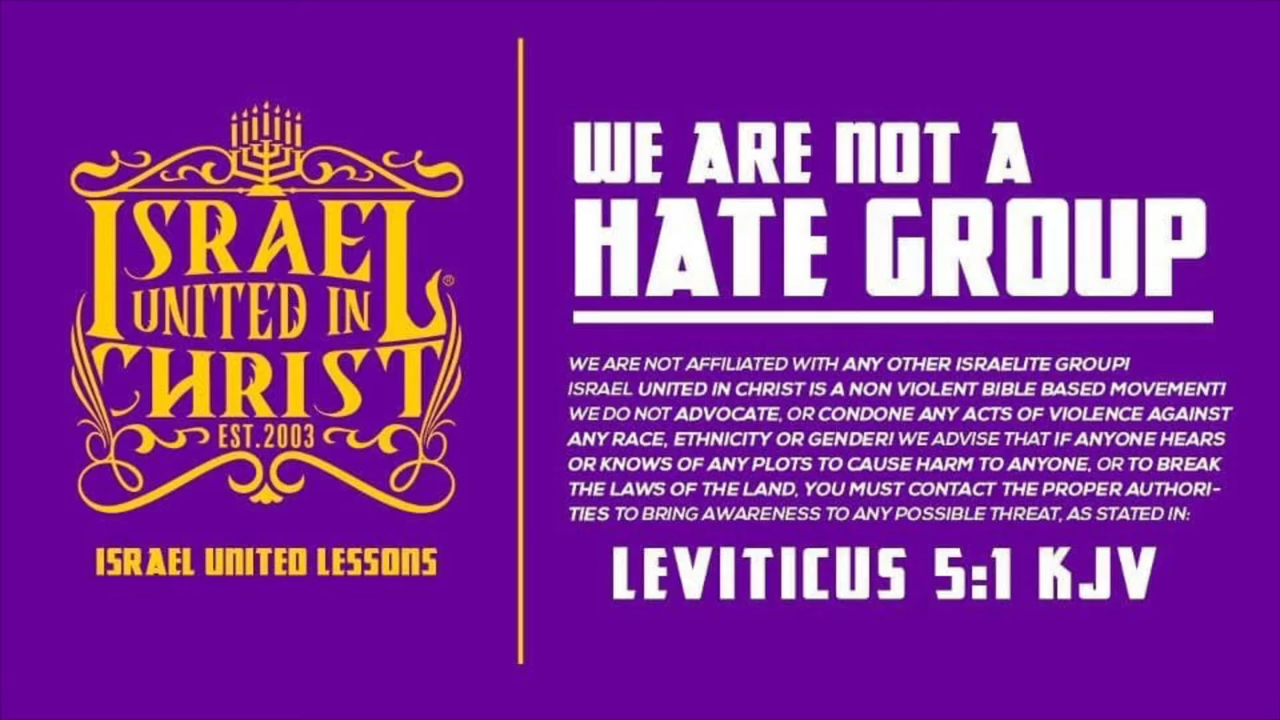 ISRAEL
UNITED IN
CHRIST
EST.2003
ISRAEL UNITED LESSONS
WE ARE NOT A
HATE GROUP
WE ARE NOT AFFILIATED WITH ANY OTHER ISRAELITE GROUP!
ISRAEL UNITED IN CHRIST IS A NON VIOLENT BIBLE BASED MOVEMENT!
WE DO NOT ADVOCATE, OR CONDONE ANY ACTS OF VIOLENCE AGAINST
ANY RACE, ETHNICITY OR GENDER! WE ADVISE THAT IF ANYONE HEARS
OR KNOWS OF ANY PLOTS TO CAUSE HARM TO ANYONE, OR TO BREAK
THE LAWS OF THE LAND, YOU MUST CONTACT THE PROPER AUTHORI-
TIES TO BRING AWARENESS TO ANY POSSIBLE THREAT, AS STATED IN:
LEVITICUS 5:1 KJV